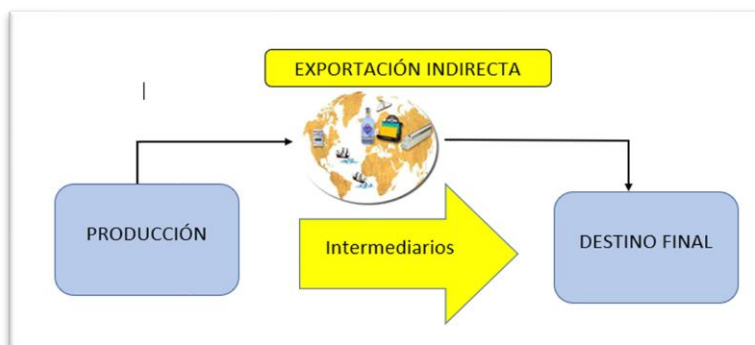 EXPORTACIÓN INDIRECTA
PRODUCCIÓN
Intermediarios
DESTINO FINAL